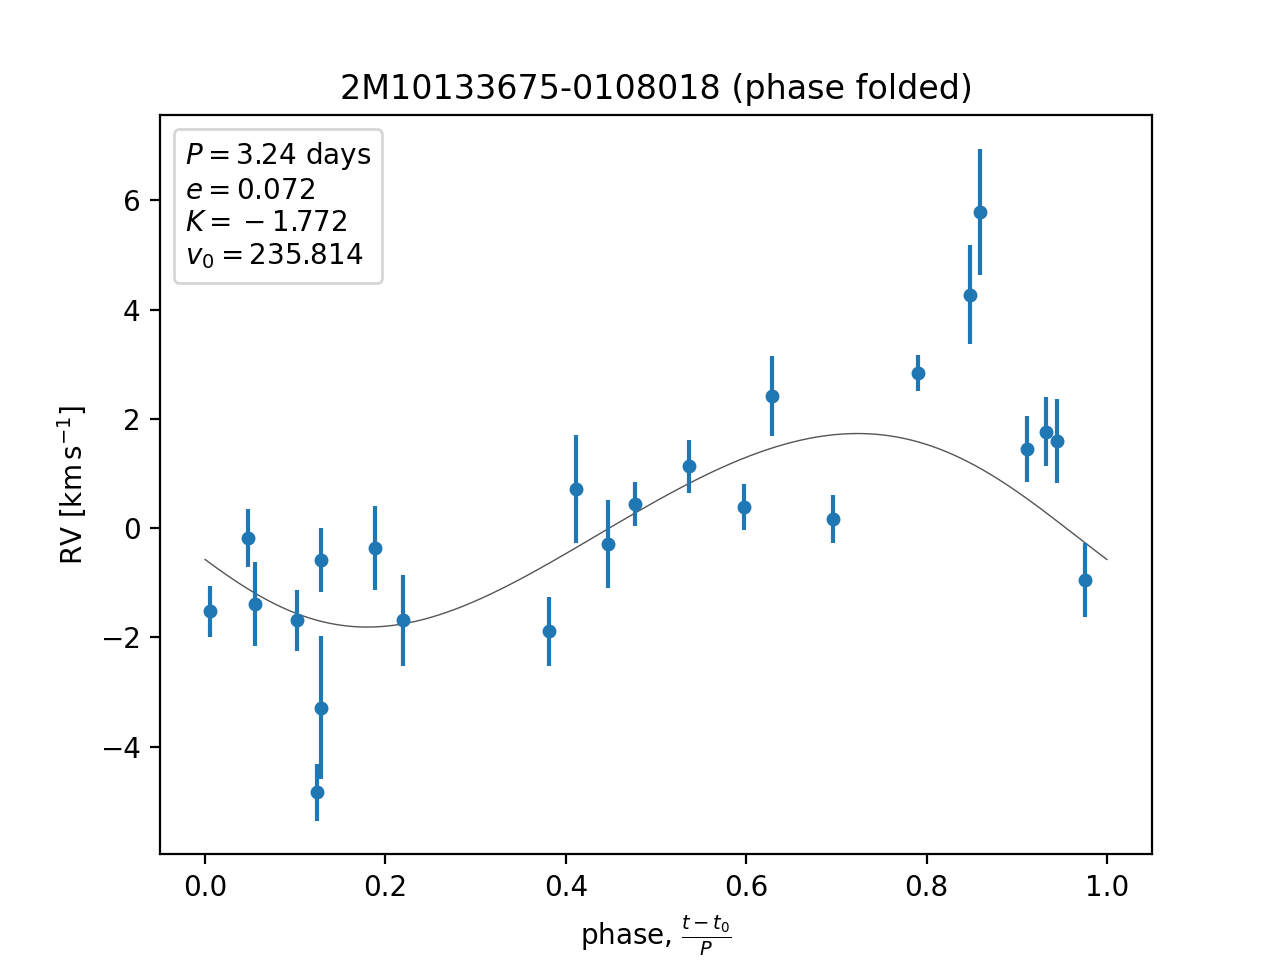 2M10133675-0108018 (phase folded)
P = 3.24 days
e = 0.072
K = −1.772
v₀ = 235.814
6
4
2
0
−2
−4
RV [km s⁻¹]
0.0 0.2 0.4 0.6 0.8 1.0
phase, (t − t₀)/P